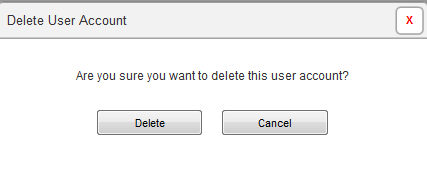 Delete User Account
X
Are you sure you want to delete this user account?
Delete
Cancel